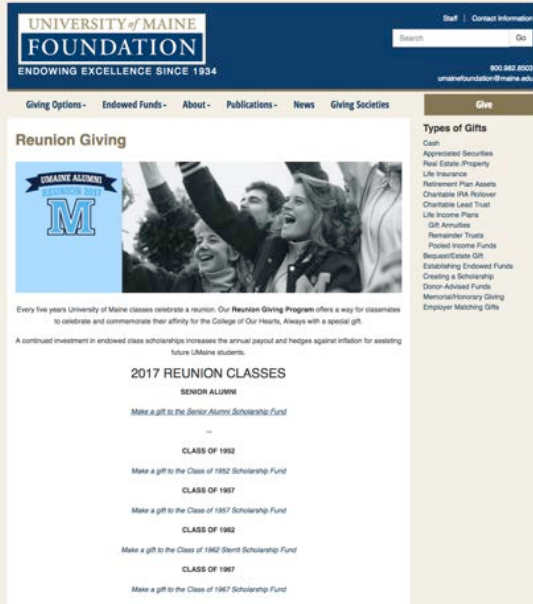 UNIVERSITY of MAINE
FOUNDATION
ENDOWING EXCELLENCE SINCE 1934
Staff | Contact Information
Search Go
800.982.8503
umainefoundation@maine.edu
Giving Options Endowed Funds About Publications News Giving Societies Give
Reunion Giving
UMAINE ALUMNI
REUNION 2017
M
Every five years University of Maine classes celebrate a reunion. Our Reunion Giving Program offers a way for classmates
to celebrate and commemorate their affinity for the College of Our Hearts, Always with a special gift.
A continued investment in endowed class scholarships increases the annual payout and hedges against inflation for assisting
future UMaine students.
2017 REUNION CLASSES
SENIOR ALUMNI
Make a gift to the Senior Alumni Scholarship Fund
—
CLASS OF 1952
Make a gift to the Class of 1952 Scholarship Fund
CLASS OF 1957
Make a gift to the Class of 1957 Scholarship Fund
CLASS OF 1962
Make a gift to the Class of 1962 Sterritt Scholarship Fund
CLASS OF 1967
Make a gift to the Class of 1967 Scholarship Fund
Types of Gifts
Cash
Appreciated Securities
Real Estate /Property
Life Insurance
Retirement Plan Assets
Charitable IRA Rollover
Charitable Lead Trust
Life Income Plans
Gift Annuities
Remainder Trusts
Pooled Income Funds
Bequest/Estate Gift
Establishing Endowed Funds
Creating a Scholarship
Donor-Advised Funds
Memorial/Honorary Giving
Employer Matching Gifts